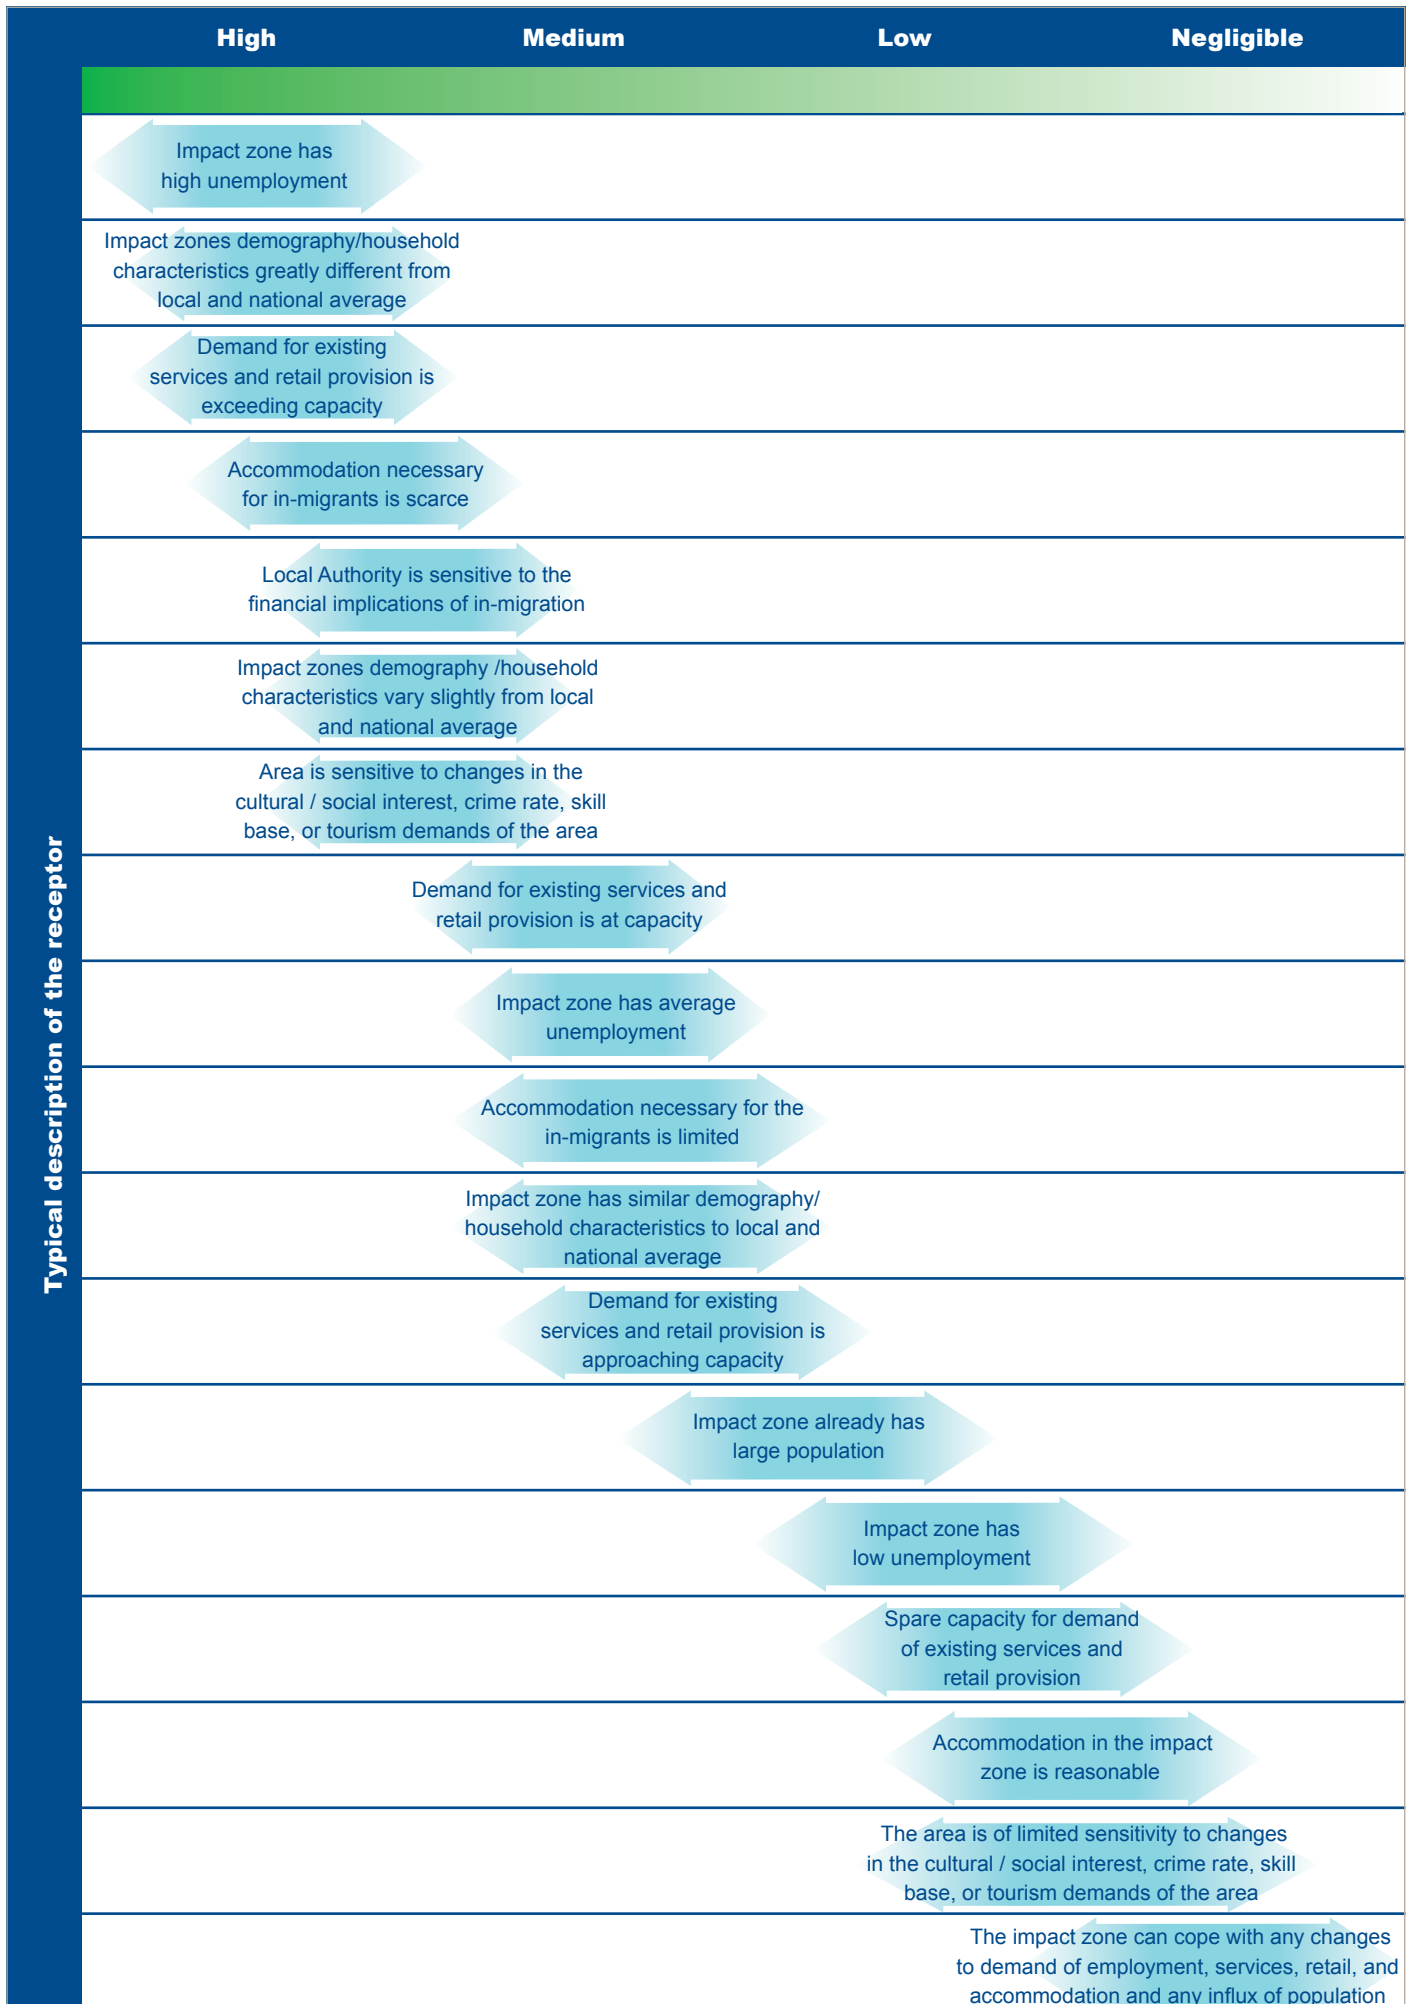 High Medium Low Negligible
Typical description of the receptor
Impact zone has
high unemployment
Impact zones demography/household
characteristics greatly different from
local and national average
Demand for existing
services and retail provision is
exceeding capacity
Accommodation necessary
for in-migrants is scarce
Local Authority is sensitive to the
financial implications of in-migration
Impact zones demography /household
characteristics vary slightly from local
and national average
Area is sensitive to changes in the
cultural / social interest, crime rate, skill
base, or tourism demands of the area
Demand for existing services and
retail provision is at capacity
Impact zone has average
unemployment
Accommodation necessary for the
in-migrants is limited
Impact zone has similar demography/
household characteristics to local and
national average
Demand for existing
services and retail provision is
approaching capacity
Impact zone already has
large population
Impact zone has
low unemployment
Spare capacity for demand
of existing services and
retail provision
Accommodation in the impact
zone is reasonable
The area is of limited sensitivity to changes
in the cultural / social interest, crime rate, skill
base, or tourism demands of the area
The impact zone can cope with any changes
to demand of employment, services, retail, and
accommodation and any influx of population